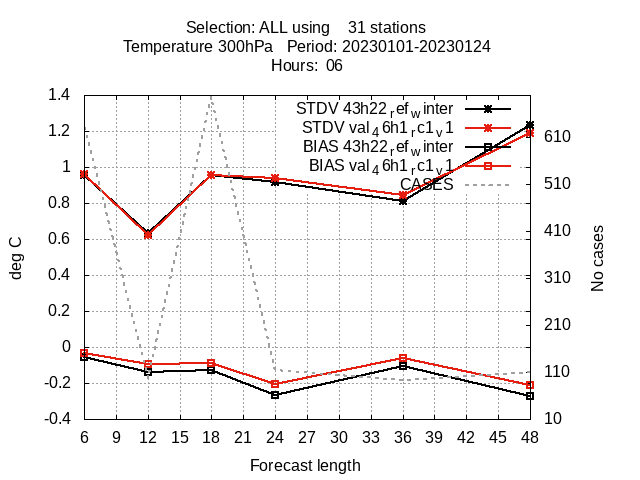 Selection: ALL using    31 stations
Temperature 300hPa   Period: 20230101-20230124
Hours:  06
1.4
1.2
1
0.8
0.6
0.4
0.2
0
-0.2
-0.4
deg C
STDV 43h22_ref_winter
STDV val_46h1_rc1_v1
BIAS 43h22_ref_winter
BIAS val_46h1_rc1_v1
CASES
610
510
410
310
210
110
10
No cases
6 9 12 15 18 21 24 27 30 33 36 39 42 45 48
Forecast length